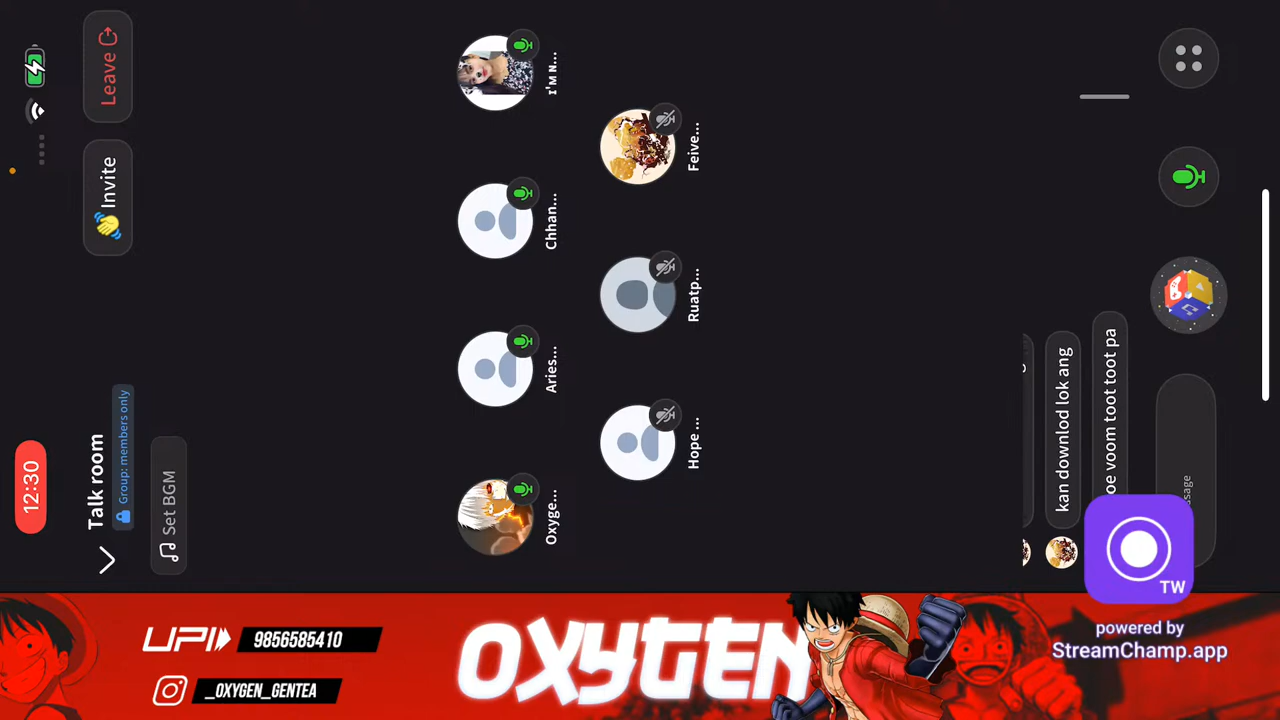 12:30
Leave
👋 Invite
Talk room
Group: members only
Set BGM
I'M N...
Chhan...
Aries...
Oxyge...
Feive...
Ruatp...
Hope ...
kan downlod lok ang
oe voom toot toot pa
TW
powered by
StreamChamp.app
UPI 9856585410
_OXYGEN_GENTEA
OXYGEN